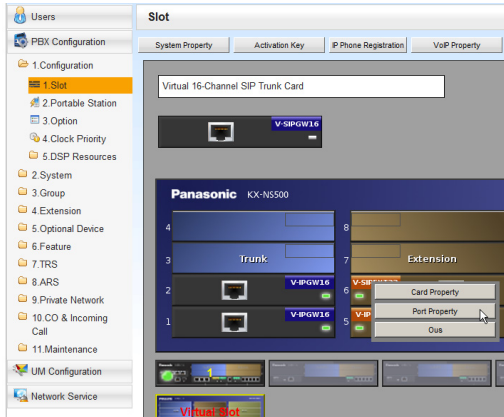 Users
PBX Configuration
1.Configuration
1.Slot
2.Portable Station
3.Option
4.Clock Priority
5.DSP Resources
2.System
3.Group
4.Extension
5.Optional Device
6.Feature
7.TRS
8.ARS
9.Private Network
10.CO & Incoming
Call
11.Maintenance
UM Configuration
Network Service
Slot
System Property
Activation Key
IP Phone Registration
VoIP Property
Virtual 16-Channel SIP Trunk Card
V-SIPGW16
Panasonic KX-NS500
4
8
3
Trunk
7
Extension
2
V-IPGW16
6
1
V-IPGW16
5
Card Property
Port Property
Ous
1
Virtual Slot